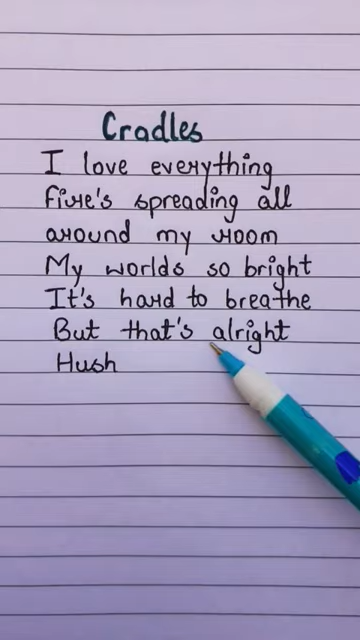 Cradles
I love everything
fire's spreading all
around my room
My worlds so bright
It's hard to breathe
But that's alright
Hush